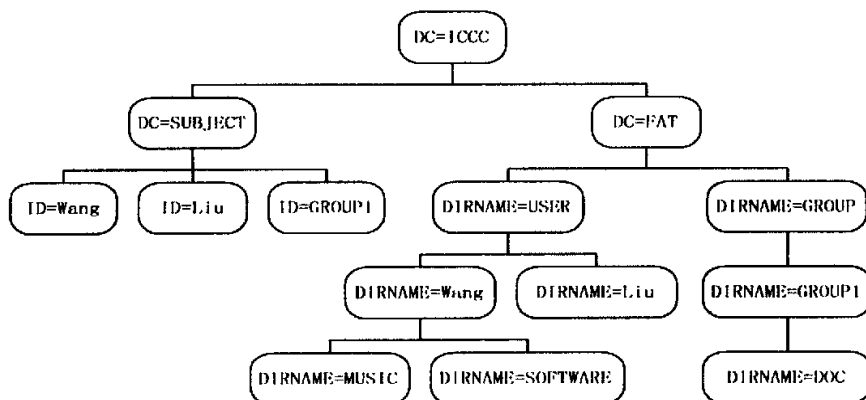 DC=ICCC
DC=SUBJECT
DC=FAT
ID=Wang
ID=Liu
ID=GROUP1
DIRNAME=USER
DIRNAME=GROUP
DIRNAME=Wang
DIRNAME=Liu
DIRNAME=GROUP1
DIRNAME=MUSIC
DIRNAME=SOFTWARE
DIRNAME=DOC